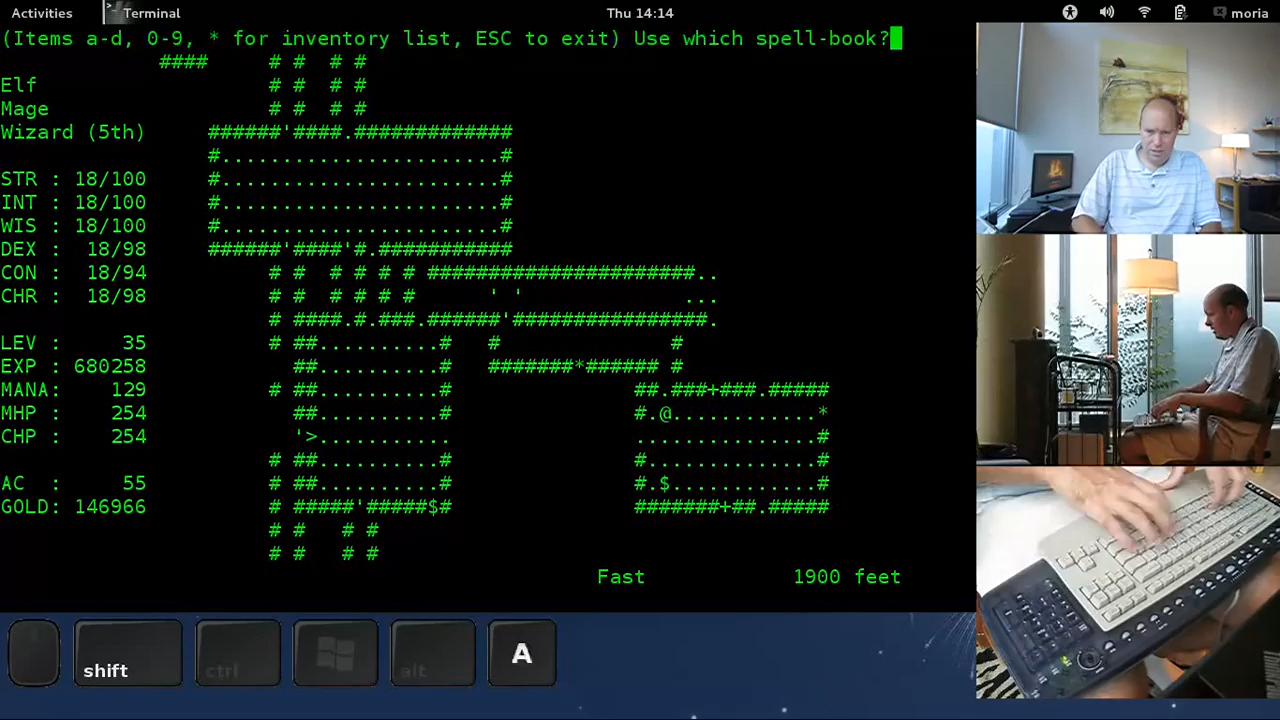 Activities Terminal Thu 14:14 moria
(Items a-d, 0-9, * for inventory list, ESC to exit) Use which spell-book?
#### # # # #
Elf # # # #
Mage # # # #
Wizard (5th) ######'####.#############
#.......................#
STR : 18/100 #.......................#
INT : 18/100 #.......................#
WIS : 18/100 #.......................#
DEX : 18/98 ######'####'#.###########
CON : 18/94 # # # # # # ######################..
CHR : 18/98 # # # # # # ' ' ...
# ####.#.###.######'################.
LEV : 35 # ##..........# # #
EXP : 680258 ##..........# #######*###### #
MANA: 129 # ##..........# ##.###+###.#####
MHP : 254 ##..........# #.@............*
CHP : 254 '>........... ...............#
# ##..........# #..............#
AC : 55 # ##..........# #.$............#
GOLD: 146966 # #####'#####$# #######+##.#####
# # # #
# # # #
Fast 1900 feet
shift ctrl alt A